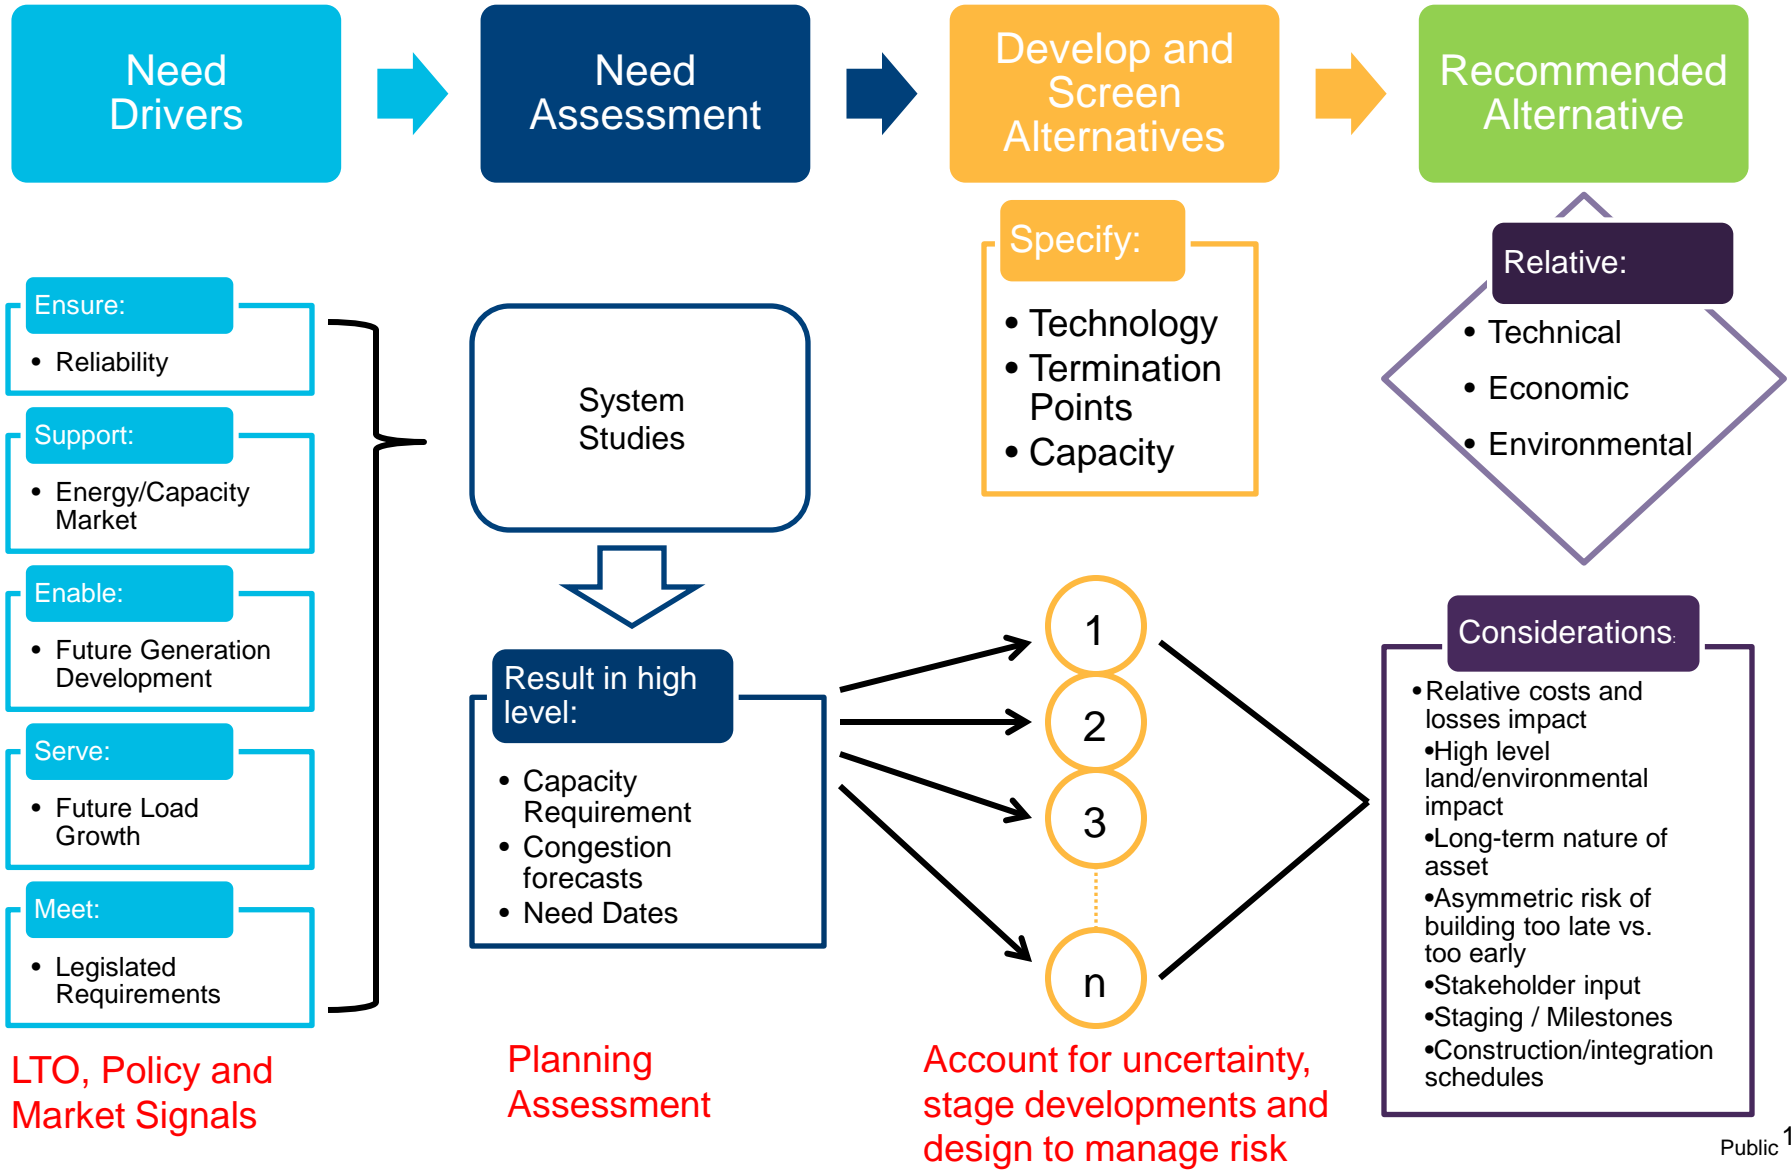 Need
Drivers
Need
Assessment
Develop and
Screen
Alternatives
Recommended
Alternative
Ensure:
• Reliability
Support:
• Energy/Capacity
Market
Enable:
• Future Generation
Development
Serve:
• Future Load
Growth
Meet:
• Legislated
Requirements
LTO, Policy and
Market Signals
System
Studies
Result in high
level:
• Capacity
Requirement
• Congestion
forecasts
• Need Dates
Planning
Assessment
Specify:
• Technology
• Termination
Points
• Capacity
1
2
3
n
Account for uncertainty,
stage developments and
design to manage risk
Relative:
• Technical
• Economic
• Environmental
Considerations:
•Relative costs and
losses impact
•High level
land/environmental
impact
•Long-term nature of
asset
•Asymmetric risk of
building too late vs.
too early
•Stakeholder input
•Staging / Milestones
•Construction/integration
schedules
Public 1